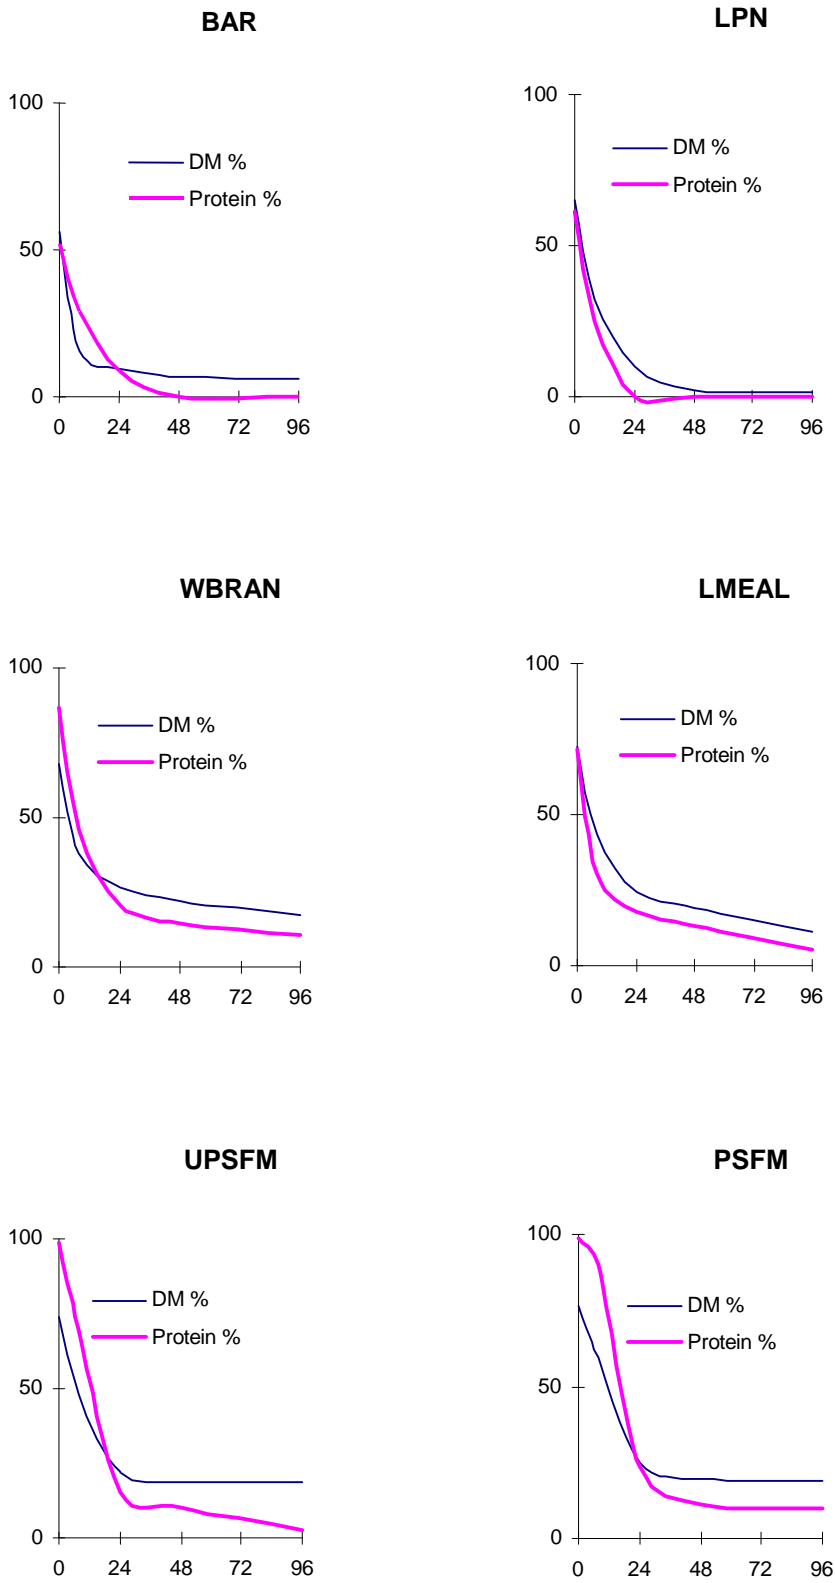 BAR
100
DM %
Protein %
50
0
0 24 48 72 96
LPN
100
DM %
Protein %
50
0
0 24 48 72 96
WBRAN
100
DM %
Protein %
50
0
0 24 48 72 96
LMEAL
100
DM %
Protein %
50
0
0 24 48 72 96
UPSFM
100
DM %
Protein %
50
0
0 24 48 72 96
PSFM
100
DM %
Protein %
50
0
0 24 48 72 96